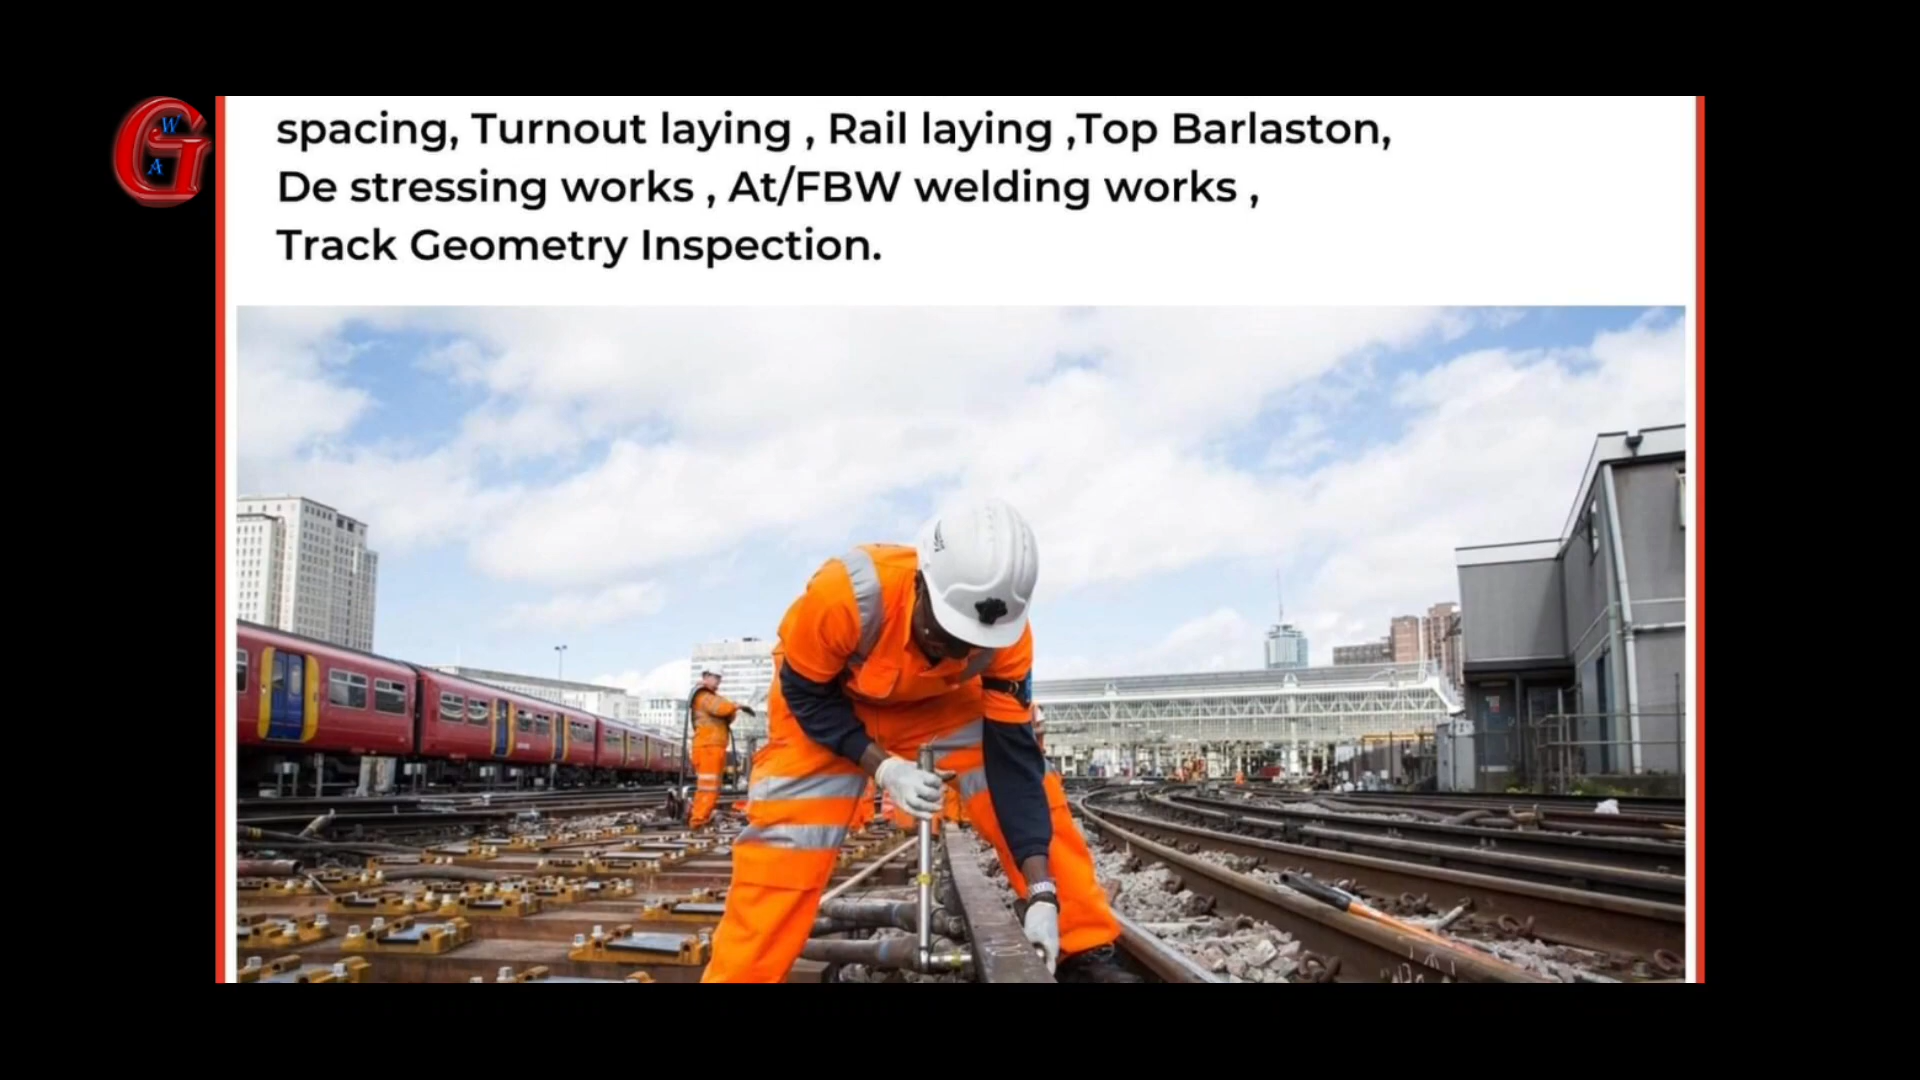 W
G
A
spacing, Turnout laying , Rail laying ,Top Barlaston,
De stressing works , At/FBW welding works ,
Track Geometry Inspection.